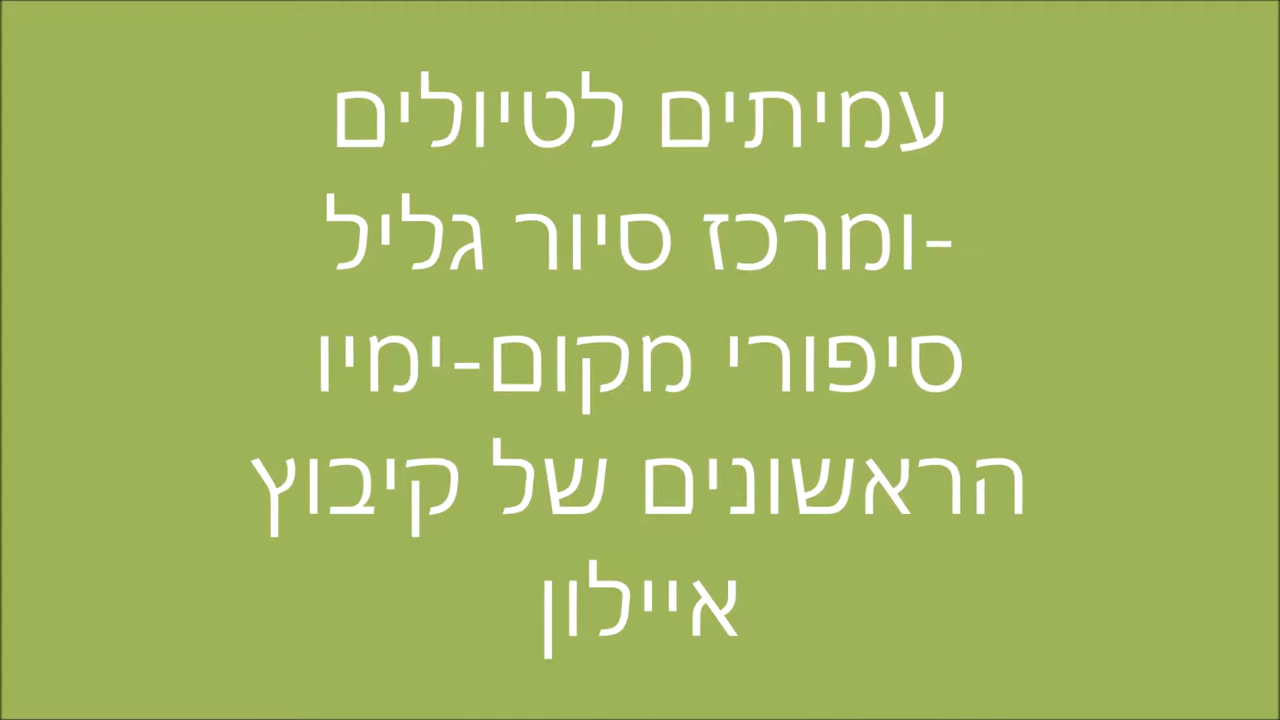 עמיתים לטיולים
-ומרכז סיור גליל
סיפורי מקום-ימיו
הראשונים של קיבוץ
איילון